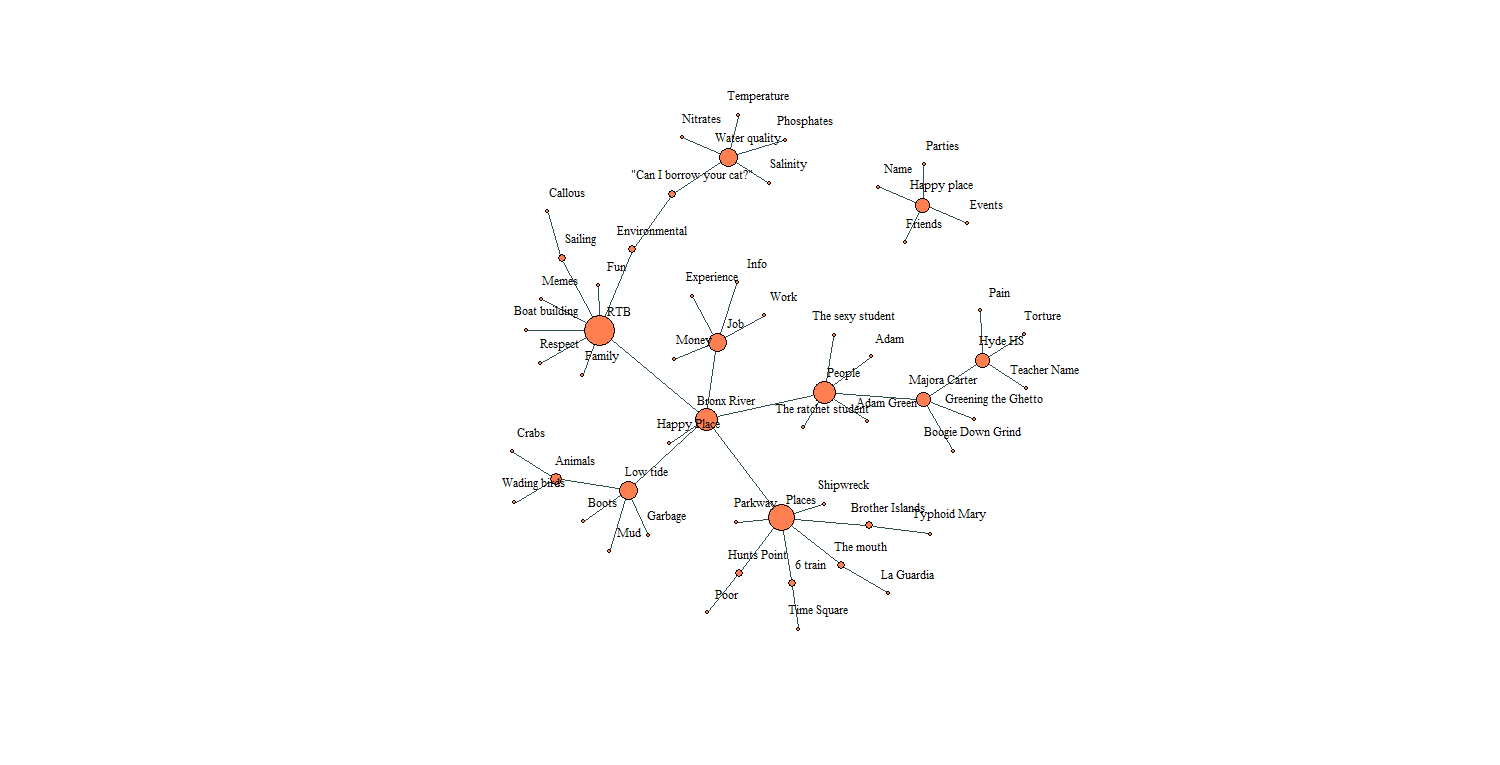 Temperature
Nitrates
Phosphates
Water quality
Salinity
"Can I borrow your cat?"
Parties
Name
Happy place
Events
Friends
Callous
Sailing
Environmental
Fun
Memes
Boat building
RTB
Respect
Family
Info
Experience
Work
Job
Money
The sexy student
Adam
People
Pain
Torture
Hyde HS
Teacher Name
Majora Carter
Greening the Ghetto
Adam Green
The ratchet student
Boogie Down Grind
Bronx River
Happy Place
Crabs
Animals
Wading birds
Low tide
Boots
Garbage
Mud
Shipwreck
Places
Parkway
Brother Islands
Typhoid Mary
Hunts Point
The mouth
6 train
La Guardia
Poor
Time Square